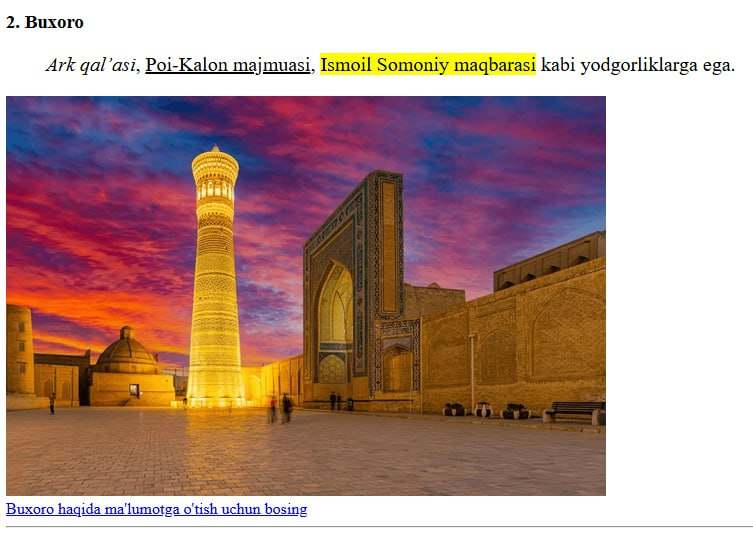 2. Buxoro
Ark qal’asi, Poi-Kalon majmuasi, Ismoil Somoniy maqbarasi kabi yodgorliklarga ega.
Buxoro haqida ma'lumotga o'tish uchun bosing